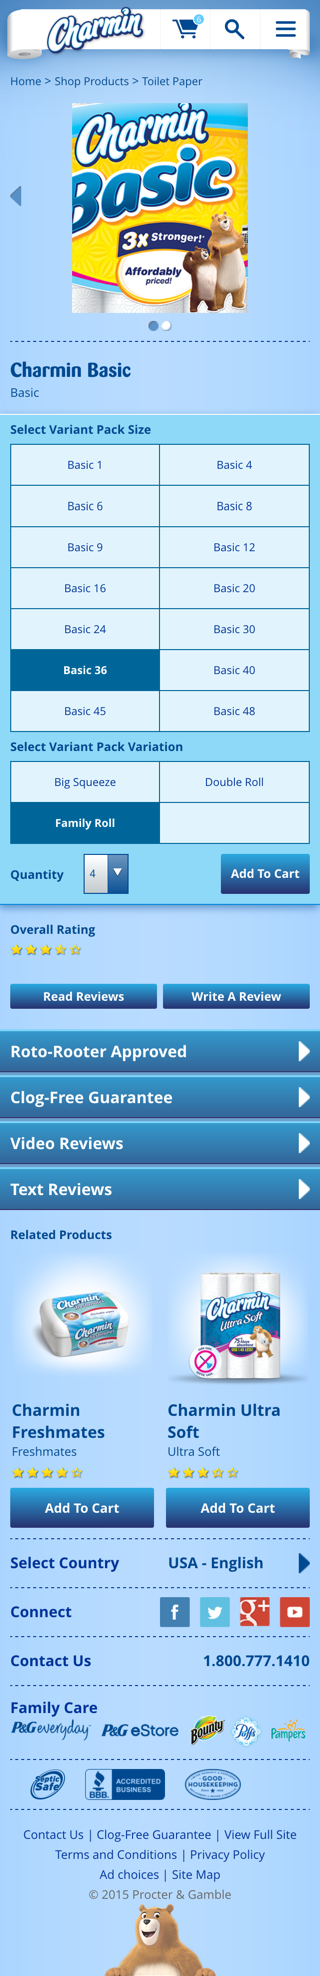 Charmin
6
Home > Shop Products > Toilet Paper
Charmin
Basic
3x Stronger!*
Affordably
priced!
Charmin Basic
Basic
Select Variant Pack Size
Basic 1
Basic 4
Basic 6
Basic 8
Basic 9
Basic 12
Basic 16
Basic 20
Basic 24
Basic 30
Basic 36
Basic 40
Basic 45
Basic 48
Select Variant Pack Variation
Big Squeeze
Double Roll
Family Roll
Quantity
4
Add To Cart
Overall Rating
Read Reviews
Write A Review
Roto-Rooter Approved
Clog-Free Guarantee
Video Reviews
Text Reviews
Related Products
Charmin
Charmin
Charmin
Ultra Soft
Charmin
Freshmates
Freshmates
Charmin Ultra
Soft
Ultra Soft
Add To Cart
Add To Cart
Select Country
USA - English
Connect
f
g+
Contact Us
1.800.777.1410
Family Care
P&G everyday
P&G eStore
Bounty
Puffs
Pampers
Septic
Safe
BBB.
ACCREDITED
BUSINESS
GOOD
HOUSEKEEPING
Contact Us | Clog-Free Guarantee | View Full Site
Terms and Conditions | Privacy Policy
Ad choices | Site Map
© 2015 Procter & Gamble